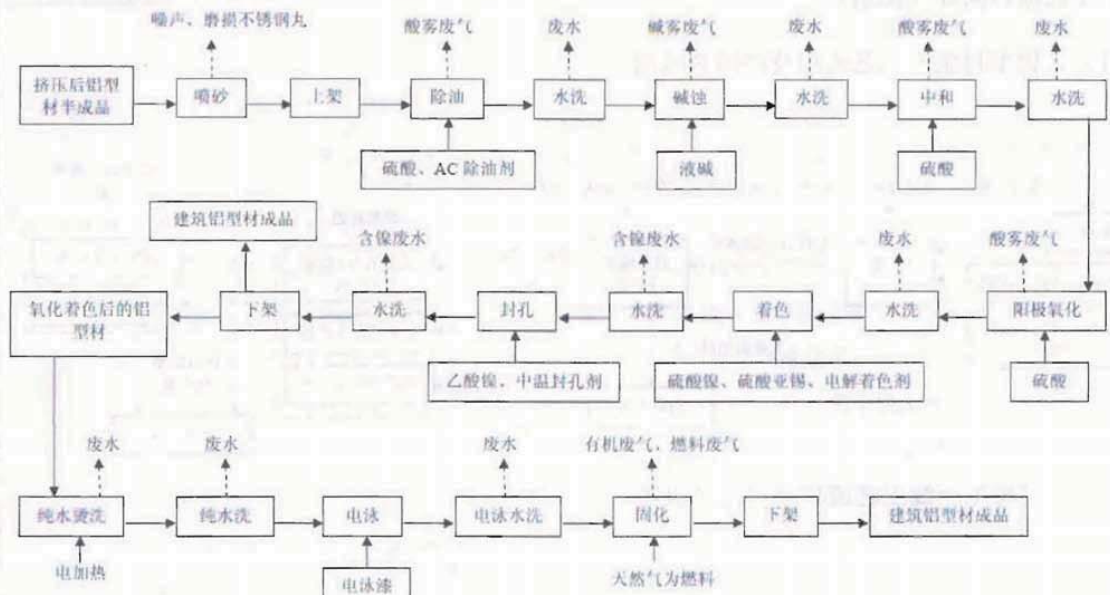 噪声、磨损不锈钢丸
酸雾废气
废水
碱雾废气
废水
酸雾废气
废水
挤压后铝型
材半成品
喷砂
上架
除油
水洗
碱蚀
水洗
中和
水洗
硫酸、AC 除油剂
液碱
硫酸
建筑铝型材成品
含镍废水
含镍废水
废水
酸雾废气
氧化着色后的铝
型材
下架
水洗
封孔
水洗
着色
水洗
阳极氧化
乙酸镍、中温封孔剂
硫酸镍、硫酸亚锡、电解着色剂
硫酸
废水
废水
废水
有机废气、燃料废气
纯水烫洗
纯水洗
电泳
电泳水洗
固化
下架
建筑铝型材成品
电加热
电泳漆
天然气为燃料